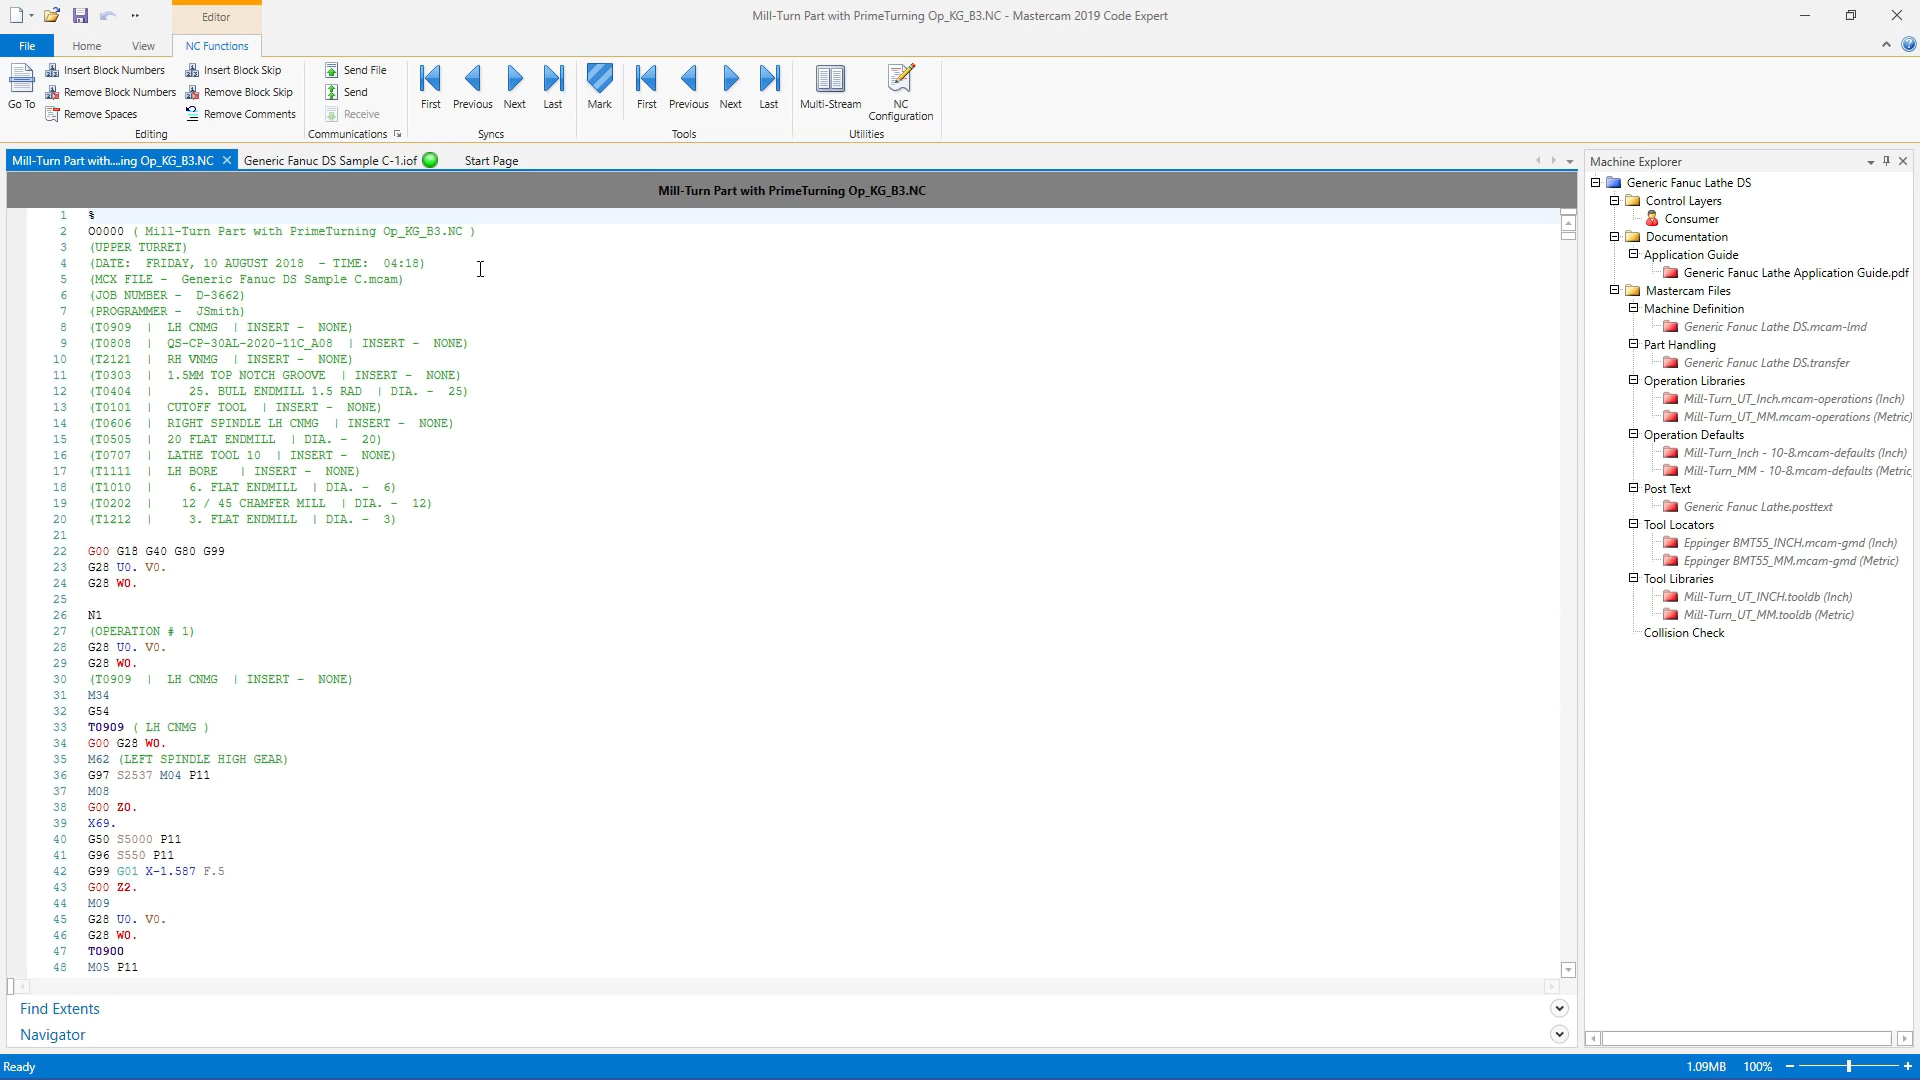 Editor
Mill-Turn Part with PrimeTurning Op_KG_B3.NC - Mastercam 2019 Code Expert
File Home View NC Functions
Go To
Insert Block Numbers
Remove Block Numbers
Remove Spaces
Insert Block Skip
Remove Block Skip
Remove Comments
Editing
Send File
Send
Receive
Communications
First Previous Next Last
Syncs
Mark First Previous Next Last
Tools
Multi-Stream
NC Configuration
Utilities
Mill-Turn Part with....ing Op_KG_B3.NC Generic Fanuc DS Sample C-1.iof Start Page
Mill-Turn Part with PrimeTurning Op_KG_B3.NC
1 %
2 O0000 ( Mill-Turn Part with PrimeTurning Op_KG_B3.NC )
3 (UPPER TURRET)
4 (DATE: FRIDAY, 10 AUGUST 2018 - TIME: 04:18)
5 (MCX FILE - Generic Fanuc DS Sample C.mcam)
6 (JOB NUMBER - D-3662)
7 (PROGRAMMER - JSmith)
8 (T0909 | LH CNMG | INSERT - NONE)
9 (T0808 | QS-CP-30AL-2020-11C_A08 | INSERT - NONE)
10 (T2121 | RH VNMG | INSERT - NONE)
11 (T0303 | 1.5MM TOP NOTCH GROOVE | INSERT - NONE)
12 (T0404 | 25. BULL ENDMILL 1.5 RAD | DIA. - 25)
13 (T0101 | CUTOFF TOOL | INSERT - NONE)
14 (T0606 | RIGHT SPINDLE LH CNMG | INSERT - NONE)
15 (T0505 | 20 FLAT ENDMILL | DIA. - 20)
16 (T0707 | LATHE TOOL 10 | INSERT - NONE)
17 (T1111 | LH BORE | INSERT - NONE)
18 (T1010 | 6. FLAT ENDMILL | DIA. - 6)
19 (T0202 | 12 / 45 CHAMFER MILL | DIA. - 12)
20 (T1212 | 3. FLAT ENDMILL | DIA. - 3)
21
22 G00 G18 G40 G80 G99
23 G28 U0. V0.
24 G28 W0.
25
26 N1
27 (OPERATION # 1)
28 G28 U0. V0.
29 G28 W0.
30 (T0909 | LH CNMG | INSERT - NONE)
31 M34
32 G54
33 T0909 ( LH CNMG )
34 G00 G28 W0.
35 M62 (LEFT SPINDLE HIGH GEAR)
36 G97 S2537 M04 P11
37 M08
38 G00 Z0.
39 X69.
40 G50 S5000 P11
41 G96 S550 P11
42 G99 G01 X-1.587 F.5
43 G00 Z2.
44 M09
45 G28 U0. V0.
46 G28 W0.
47 T0900
48 M05 P11
Find Extents
Navigator
Machine Explorer
Generic Fanuc Lathe DS
Control Layers
Consumer
Documentation
Application Guide
Generic Fanuc Lathe Application Guide.pdf
Mastercam Files
Machine Definition
Generic Fanuc Lathe DS.mcam-lmd
Part Handling
Generic Fanuc Lathe DS.transfer
Operation Libraries
Mill-Turn_UT_Inch.mcam-operations (Inch)
Mill-Turn_UT_MM.mcam-operations (Metric)
Operation Defaults
Mill-Turn_Inch - 10-8.mcam-defaults (Inch)
Mill-Turn_MM - 10-8.mcam-defaults (Metric
Post Text
Generic Fanuc Lathe.posttext
Tool Locators
Eppinger BMT55_INCH.mcam-gmd (Inch)
Eppinger BMT55_MM.mcam-gmd (Metric)
Tool Libraries
Mill-Turn_UT_INCH.tooldb (Inch)
Mill-Turn_UT_MM.tooldb (Metric)
Collision Check
Ready
1.09MB 100%